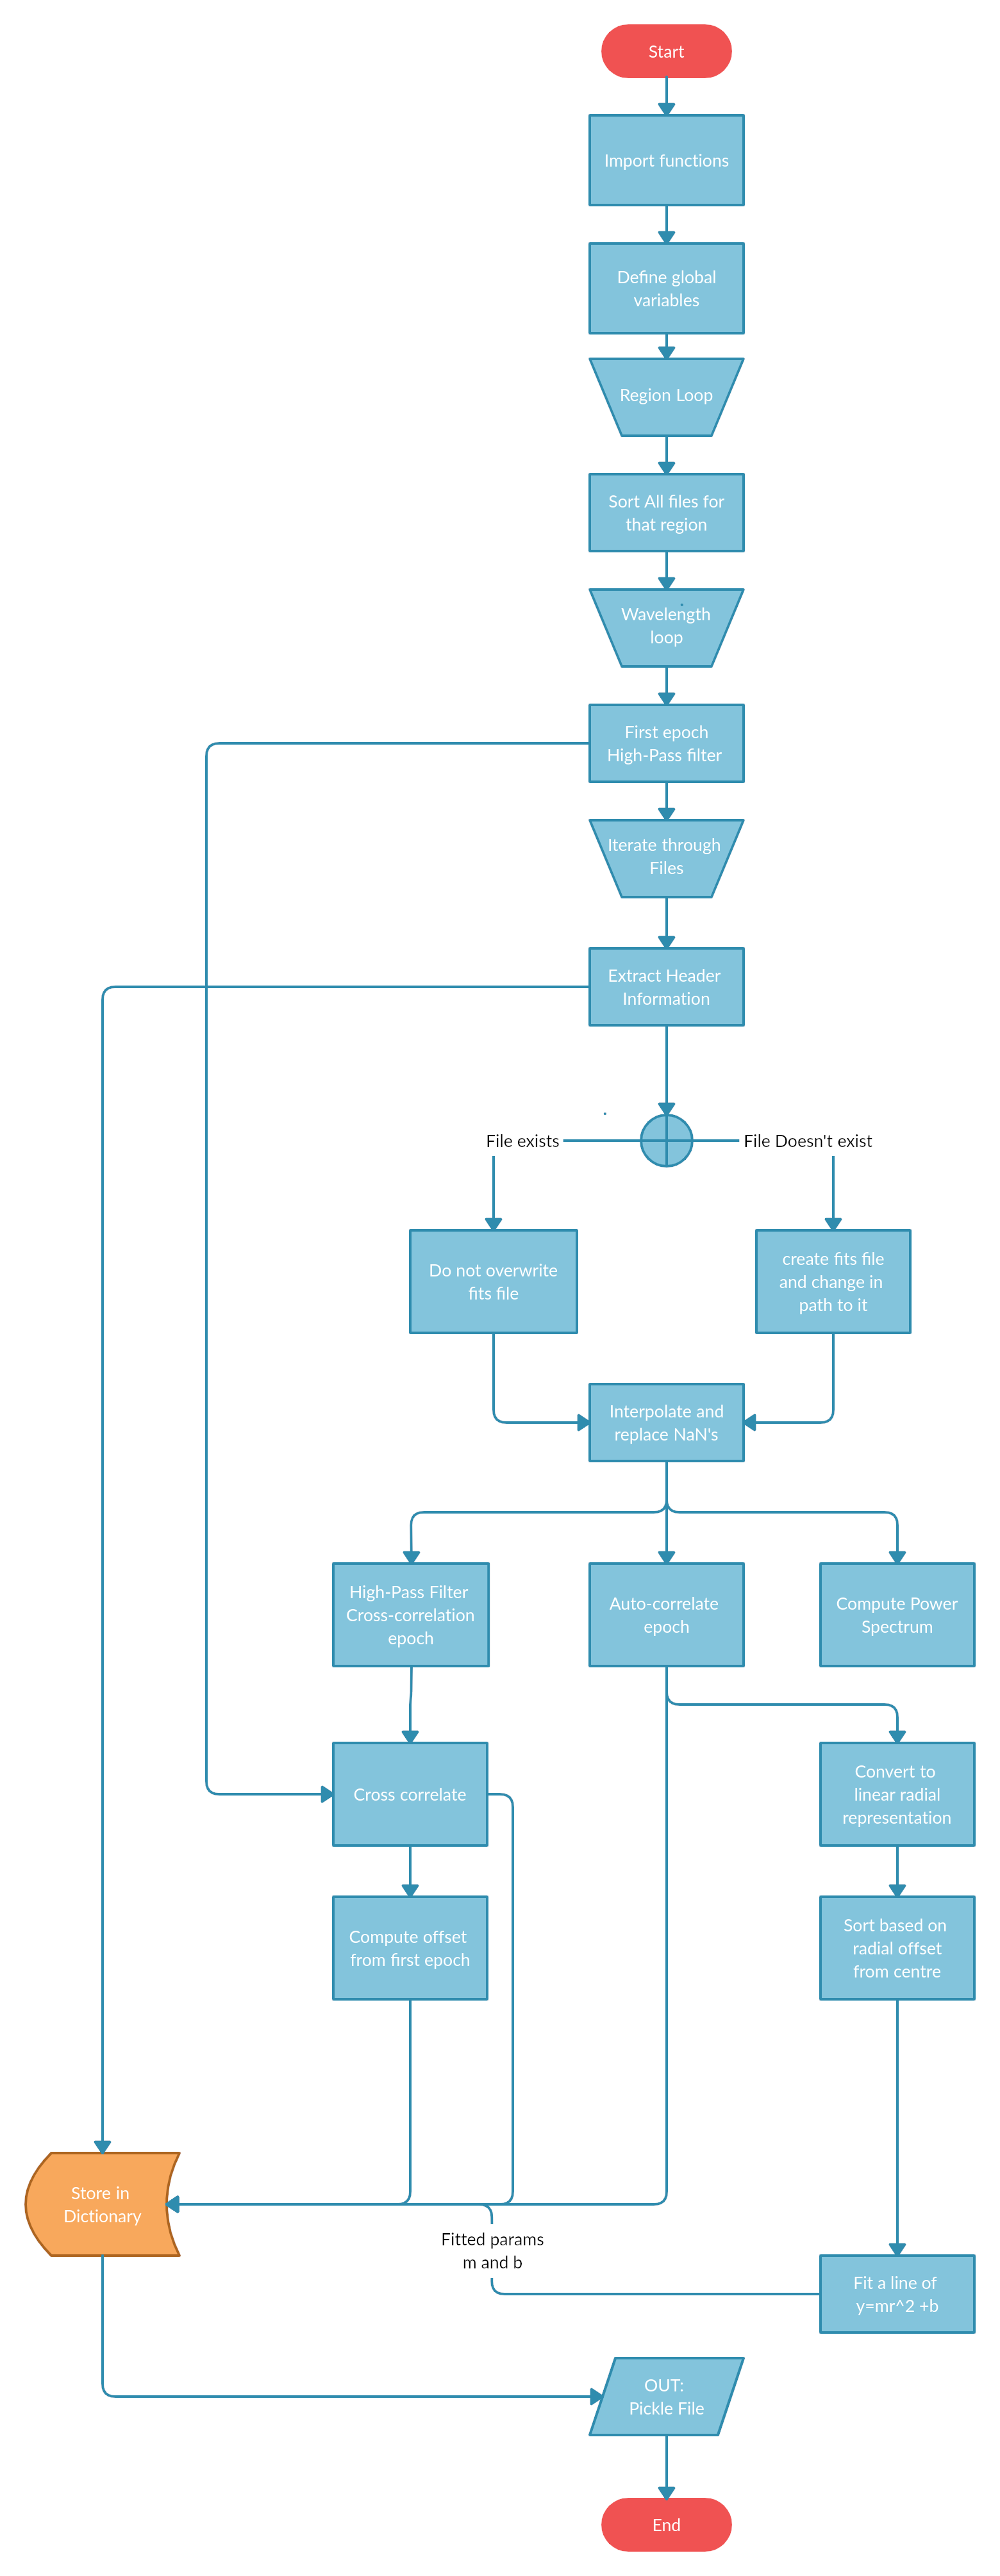 Start
Import functions
Define global
variables
Region Loop
Sort All files for
that region
Wavelength
loop
First epoch
High-Pass filter
Iterate through
Files
Extract Header
Information
File exists
File Doesn't exist
Do not overwrite
fits file
create fits file
and change in
path to it
Interpolate and
replace NaN's
High-Pass Filter
Cross-correlation
epoch
Auto-correlate
epoch
Compute Power
Spectrum
Cross correlate
Convert to
linear radial
representation
Compute offset
from first epoch
Sort based on
radial offset
from centre
Store in
Dictionary
Fitted params
m and b
Fit a line of
y=mr^2 +b
OUT:
Pickle File
End